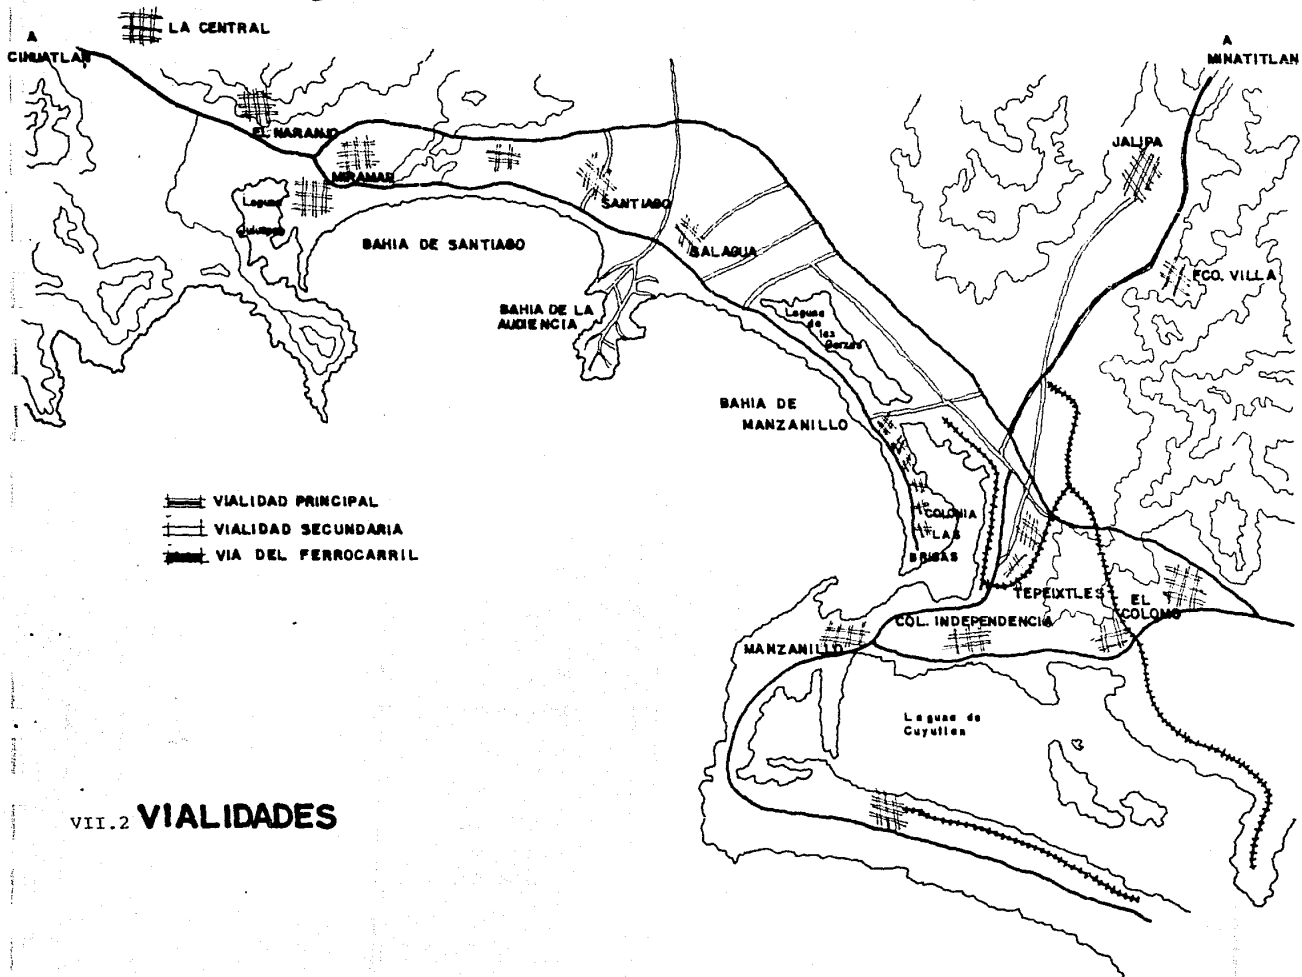 LA CENTRAL
A
CIHUATLAN
A
MINATITLAN
EL NARANJO
MIRAMAR
JALIPA
Laguna
SANTIAGO
BAHIA DE SANTIAGO
SALAGUA
FCO. VILLA
BAHIA DE LA
AUDIENCIA
Laguna
de
las
Garzas
BAHIA DE
MANZANILLO
VIALIDAD PRINCIPAL
VIALIDAD SECUNDARIA
VIA DEL FERROCARRIL
COLONIA
LAS
BRISAS
TEPEIXTLES
EL
COLOMO
COL. INDEPENDENCIA
MANZANILLO
Laguna de
Cuyutlan
VII.2 VIALIDADES